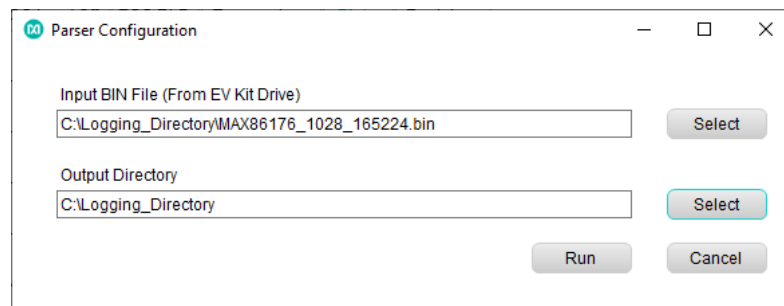 Parser Configuration
Input BIN File (From EV Kit Drive)
C:\Logging_Directory\MAX86176_1028_165224.bin
Select
Output Directory
C:\Logging_Directory
Select
Run
Cancel